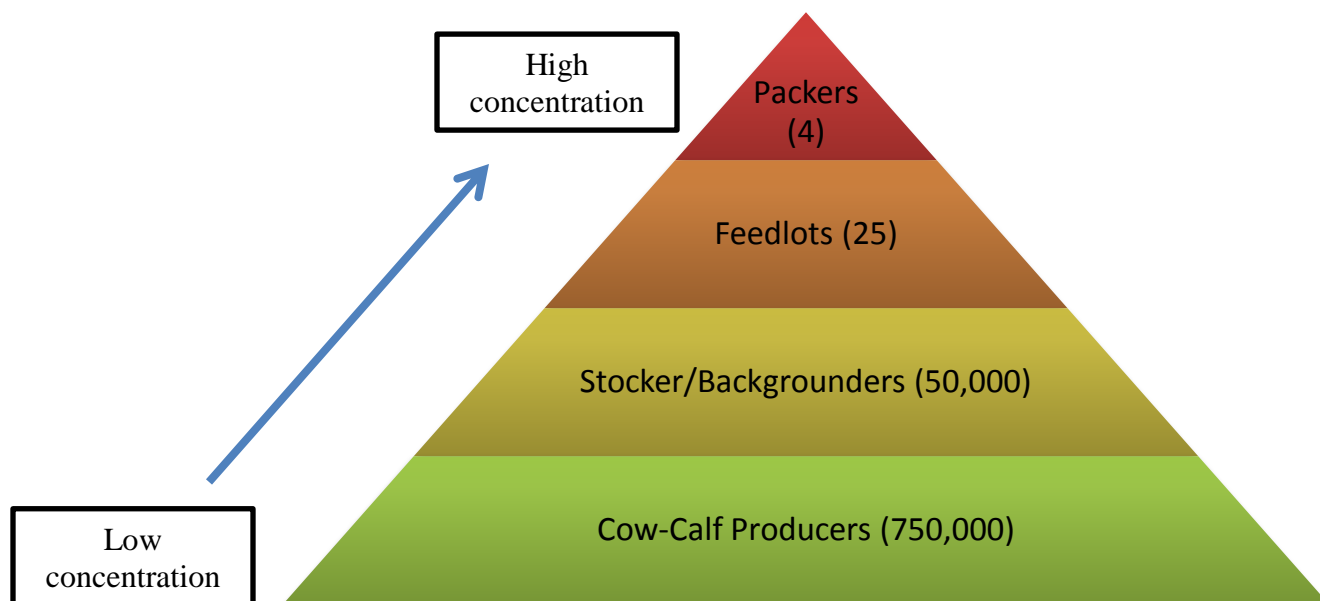 High
concentration
Packers
(4)
Feedlots (25)
Stocker/Backgrounders (50,000)
Low
concentration
Cow-Calf Producers (750,000)